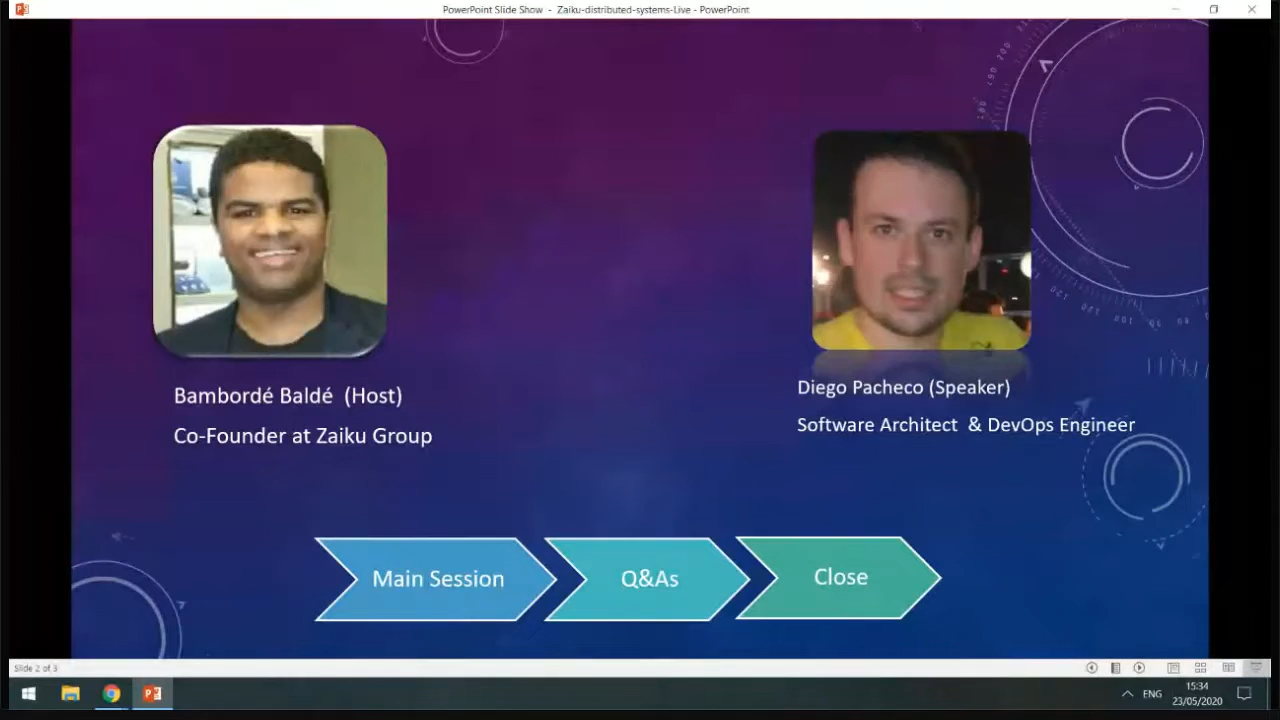 PowerPoint Slide Show - Zaiku-distributed-systems-Live - PowerPoint
Bambordé Baldé (Host)
Co-Founder at Zaiku Group
Diego Pacheco (Speaker)
Software Architect & DevOps Engineer
Main Session
Q&As
Close
Slide 2 of 3
ENG
15:34
23/05/2020